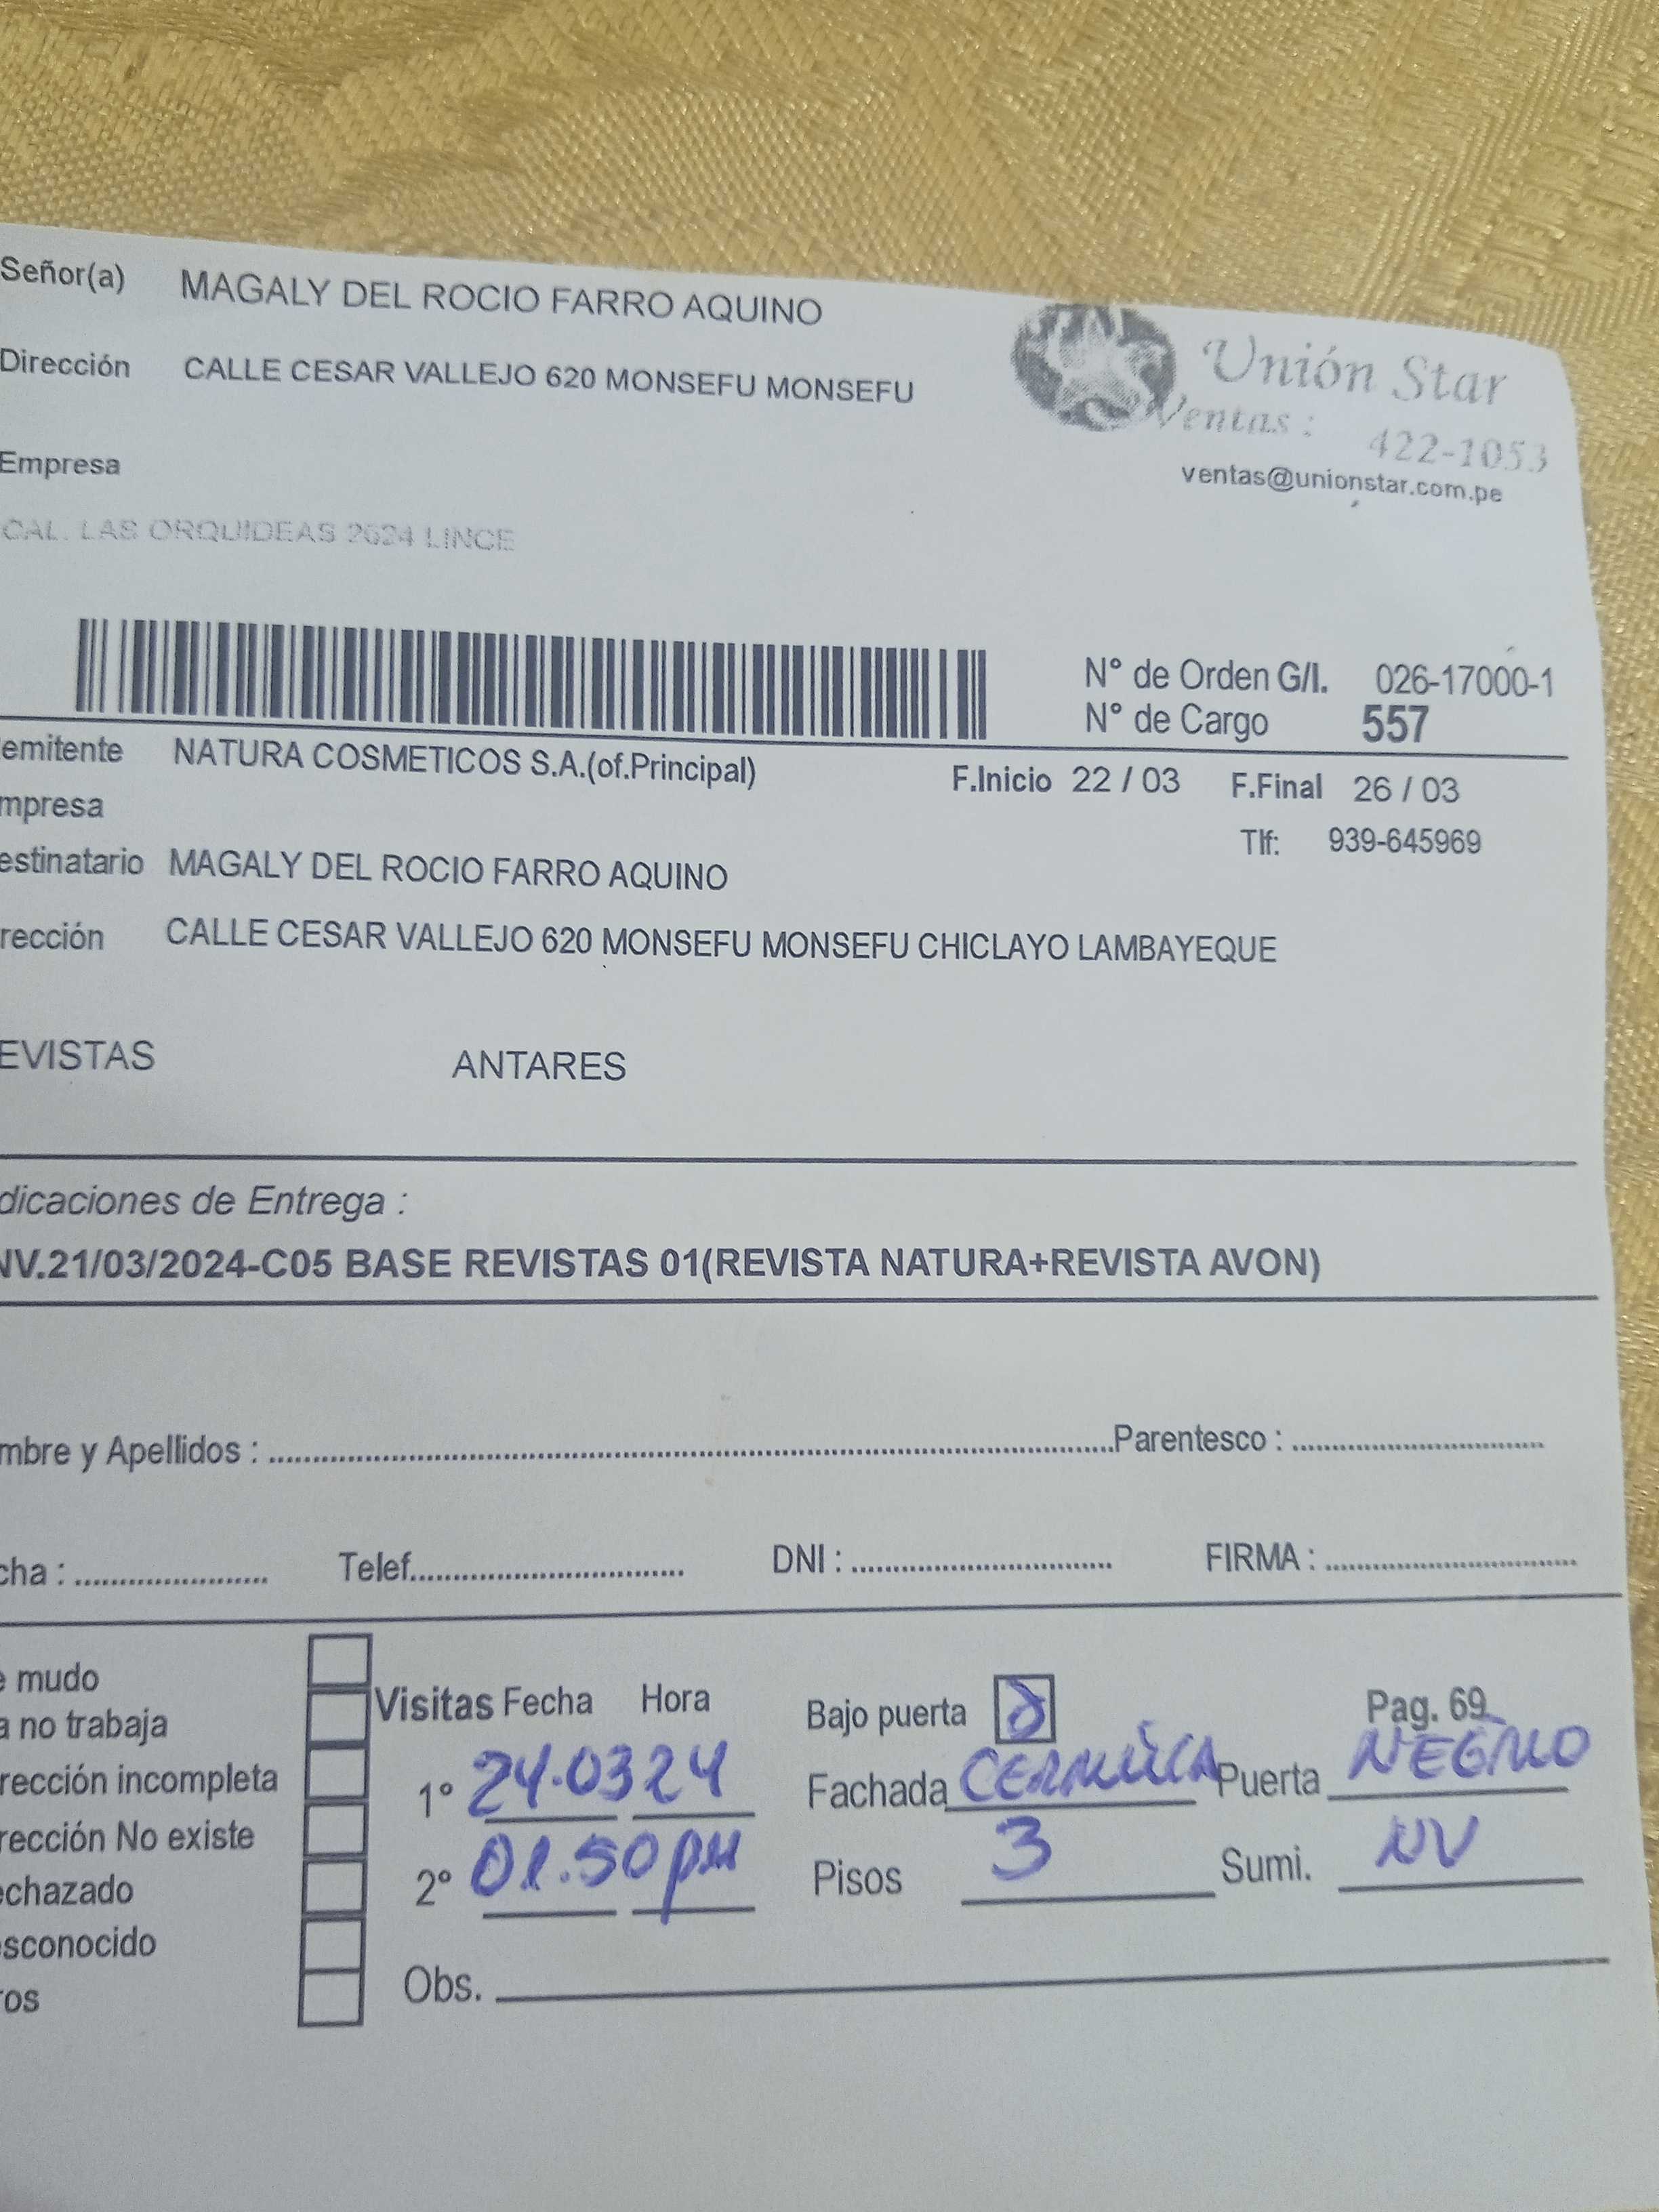 Señor(a) MAGALY DEL ROCIO FARRO AQUINO
Dirección CALLE CESAR VALLEJO 620 MONSEFU MONSEFU
Unión Star
Ventas : 422-1053
ventas@unionstar.com.pe
Empresa
CAL. LAS ORQUIDEAS 2624 LINCE
N° de Orden G/I. 026-17000-1
N° de Cargo 557
emitente NATURA COSMETICOS S.A.(of.Principal) F.Inicio 22 / 03 F.Final 26 / 03
mpresa Tlf: 939-645969
estinatario MAGALY DEL ROCIO FARRO AQUINO
rección CALLE CESAR VALLEJO 620 MONSEFU MONSEFU CHICLAYO LAMBAYEQUE
EVISTAS ANTARES
dicaciones de Entrega :
NV.21/03/2024-C05 BASE REVISTAS 01(REVISTA NATURA+REVISTA AVON)
mbre y Apellidos : Parentesco :
cha : Telef. DNI : FIRMA :
e mudo
a no trabaja
rección incompleta
rección No existe
echazado
esconocido
ros
Visitas Fecha Hora Bajo puerta Pag. 69
1° 24.03 24 Fachada Puerta NEGRO
2° 01.50 pm Pisos 3 Sumi. NV
Obs.